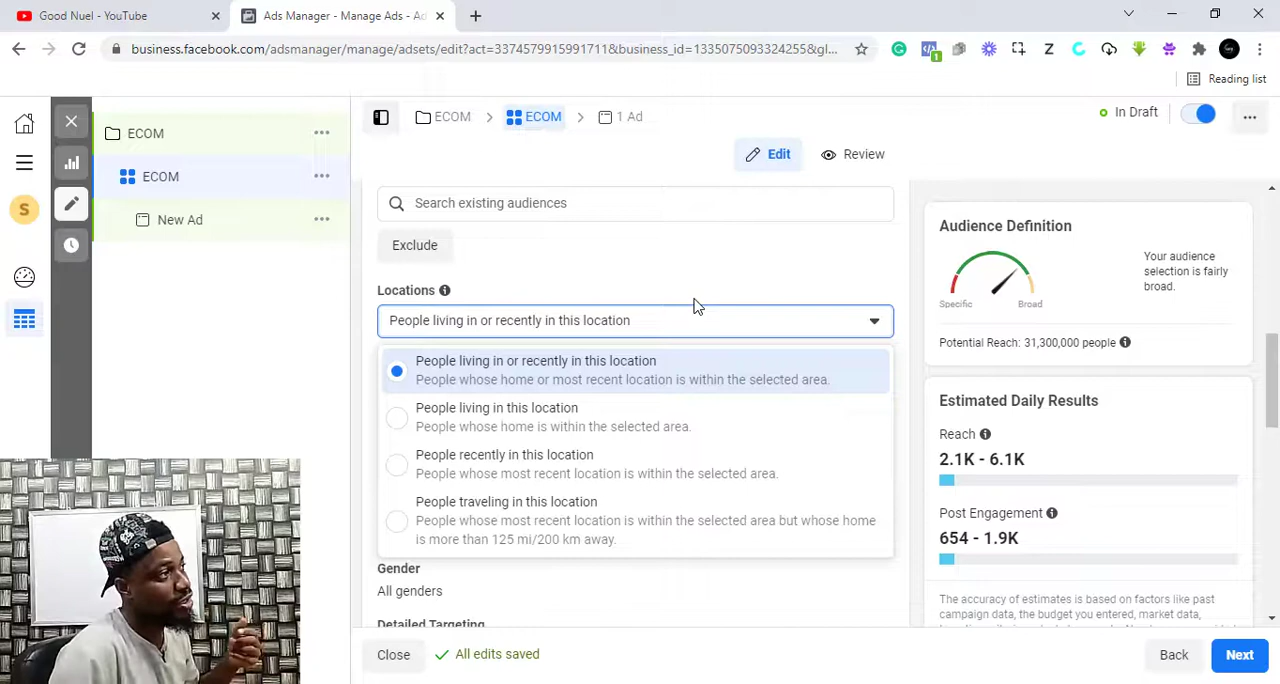 Good Nuel - YouTube
Ads Manager - Manage Ads - Ad
business.facebook.com/adsmanager/manage/adsets/edit?act=3374579915991711&business_id=1335075093324255&gl...
Reading list
ECOM
ECOM
1 Ad
In Draft
Edit
Review
ECOM
ECOM
New Ad
S
Search existing audiences
Exclude
Locations
People living in or recently in this location
People living in or recently in this location
People whose home or most recent location is within the selected area.
People living in this location
People whose home is within the selected area.
People recently in this location
People whose most recent location is within the selected area.
People traveling in this location
People whose most recent location is within the selected area but whose home
is more than 125 mi/200 km away.
Gender
All genders
Detailed Targeting
Audience Definition
Specific
Broad
Your audience
selection is fairly
broad.
Potential Reach: 31,300,000 people
Estimated Daily Results
Reach
2.1K - 6.1K
Post Engagement
654 - 1.9K
The accuracy of estimates is based on factors like past
campaign data, the budget you entered, market data,
Close
All edits saved
Back
Next